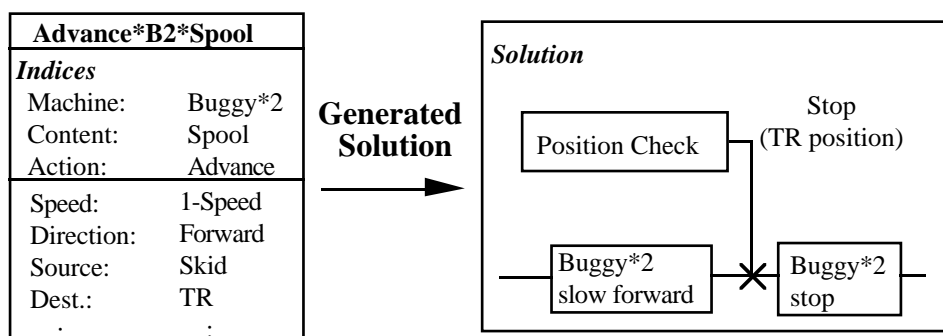 Advance*B2*Spool
Indices
Machine: Buggy*2
Content: Spool
Action: Advance
Speed: 1-Speed
Direction: Forward
Source: Skid
Dest.: TR
. :
Generated
Solution
Solution
Stop
(TR position)
Position Check
Buggy*2
slow forward
Buggy*2
stop